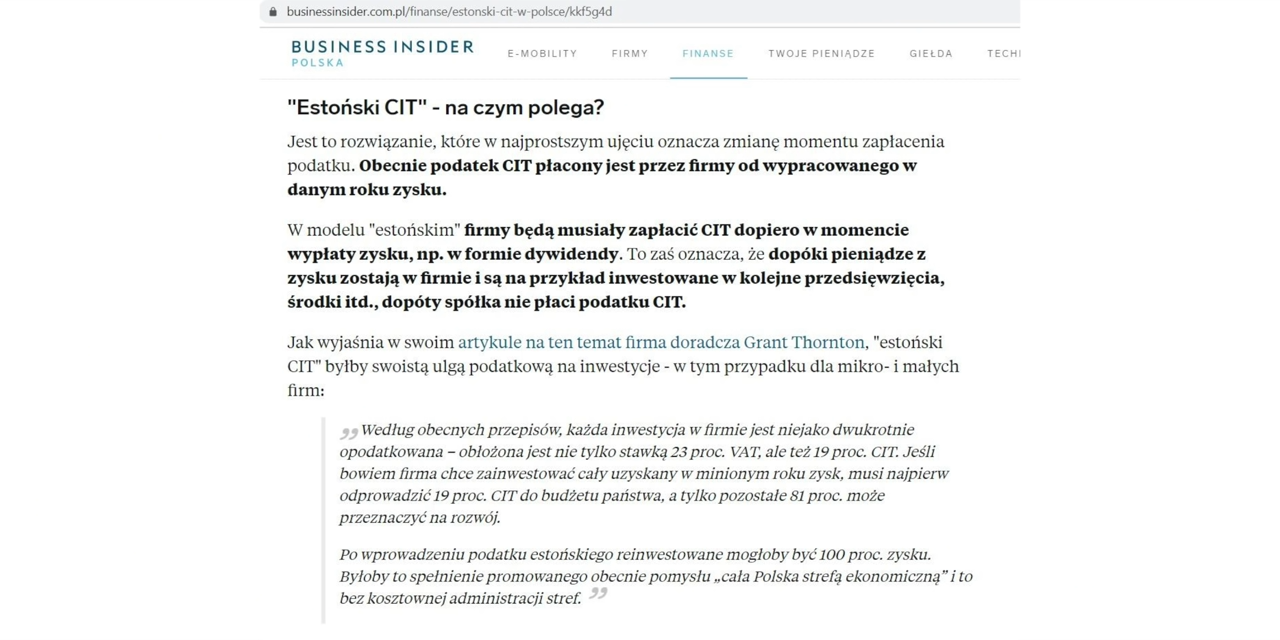 businessinsider.com.pl/finanse/estonski-cit-w-polsce/kkf5g4d
BUSINESS INSIDER
POLSKA
E-MOBILITY FIRMY FINANSE TWOJE PIENIĄDZE GIEŁDA TECH
"Estoński CIT" - na czym polega?
Jest to rozwiązanie, które w najprostszym ujęciu oznacza zmianę momentu zapłacenia
podatku. Obecnie podatek CIT płacony jest przez firmy od wypracowanego w
danym roku zysku.
W modelu "estońskim" firmy będą musiały zapłacić CIT dopiero w momencie
wypłaty zysku, np. w formie dywidendy. To zaś oznacza, że dopóki pieniądze z
zysku zostają w firmie i są na przykład inwestowane w kolejne przedsięwzięcia,
środki itd., dopóty spółka nie płaci podatku CIT.
Jak wyjaśnia w swoim artykule na ten temat firma doradcza Grant Thornton, "estoński
CIT" byłby swoistą ulgą podatkową na inwestycje - w tym przypadku dla mikro- i małych
firm:
” Według obecnych przepisów, każda inwestycja w firmie jest niejako dwukrotnie
opodatkowana – obłożona jest nie tylko stawką 23 proc. VAT, ale też 19 proc. CIT. Jeśli
bowiem firma chce zainwestować cały uzyskany w minionym roku zysk, musi najpierw
odprowadzić 19 proc. CIT do budżetu państwa, a tylko pozostałe 81 proc. może
przeznaczyć na rozwój.
Po wprowadzeniu podatku estońskiego reinwestowane mogłoby być 100 proc. zysku.
Byłoby to spełnienie promowanego obecnie pomysłu „cała Polska strefą ekonomiczną” i to
bez kosztownej administracji stref. ”